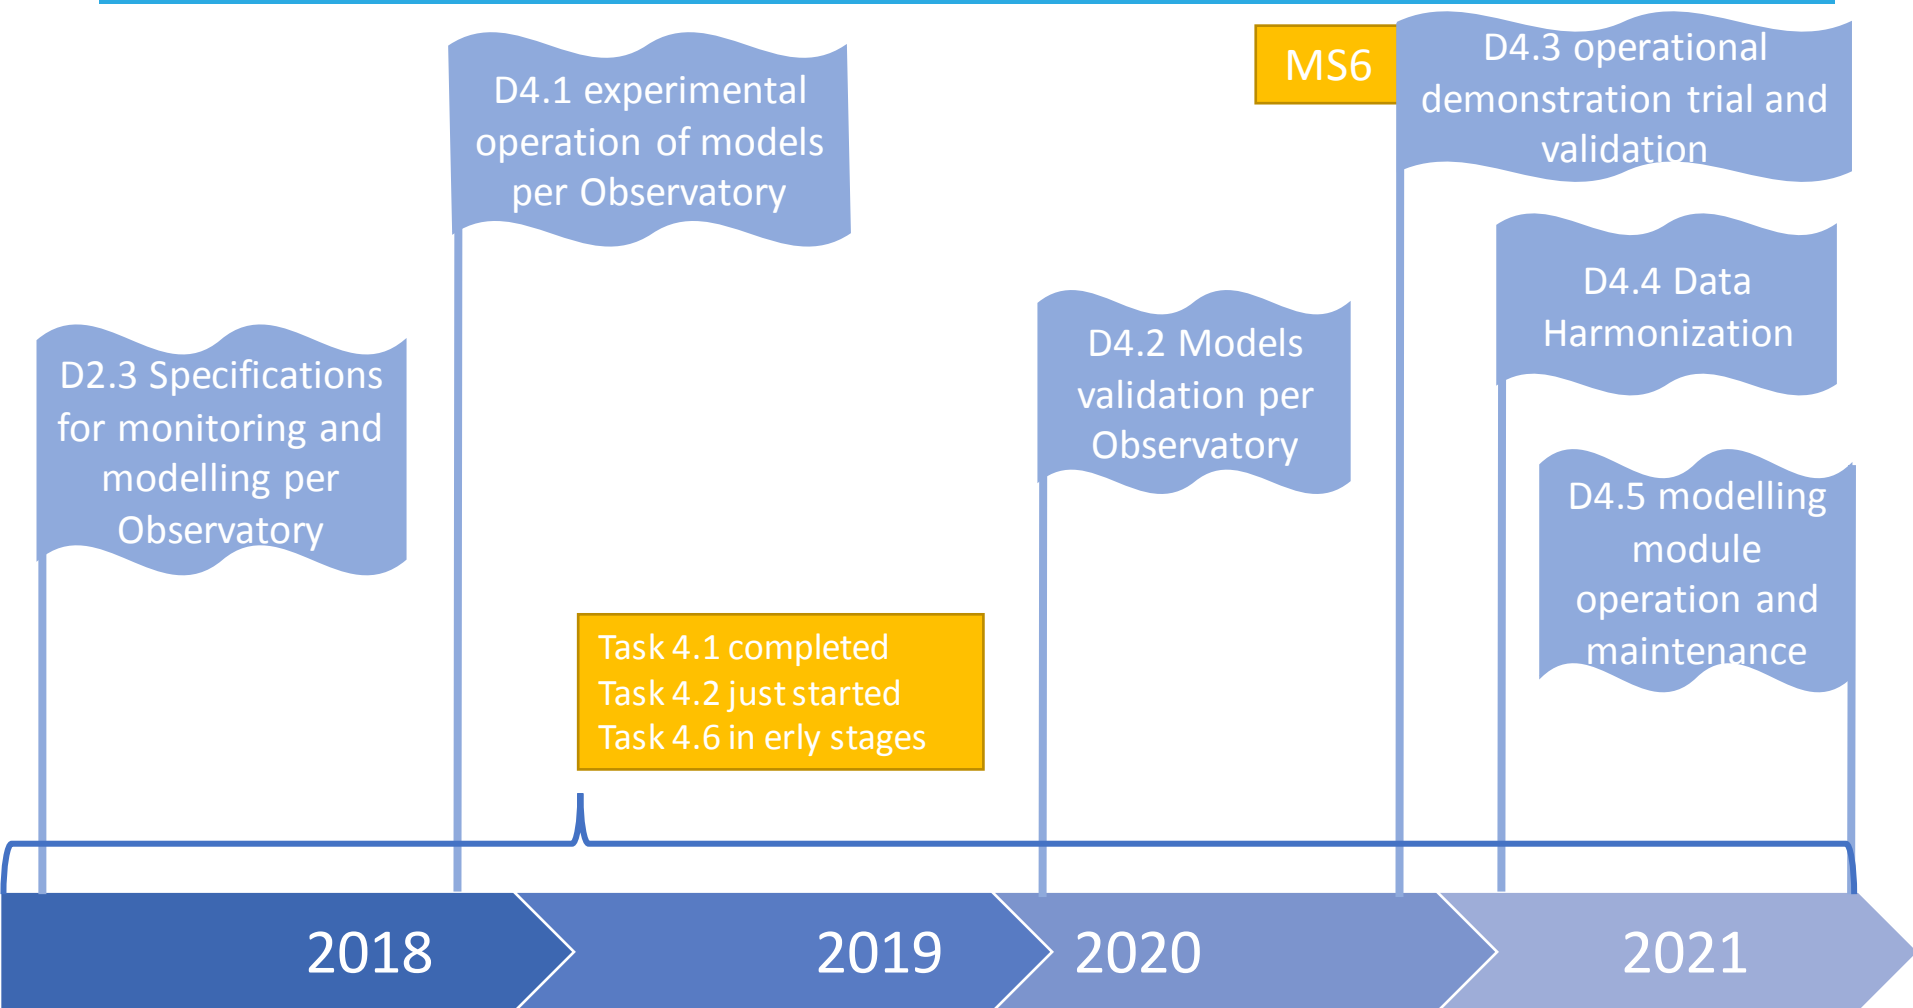 D4.1 experimental
operation of models
per Observatory
MS6
D4.3 operational
demonstration trial and
validation
D2.3 Specifications
for monitoring and
modelling per
Observatory
D4.2 Models
validation per
Observatory
D4.4 Data
Harmonization
D4.5 modelling
module
operation and
maintenance
Task 4.1 completed
Task 4.2 just started
Task 4.6 in erly stages
2018
2019
2020
2021